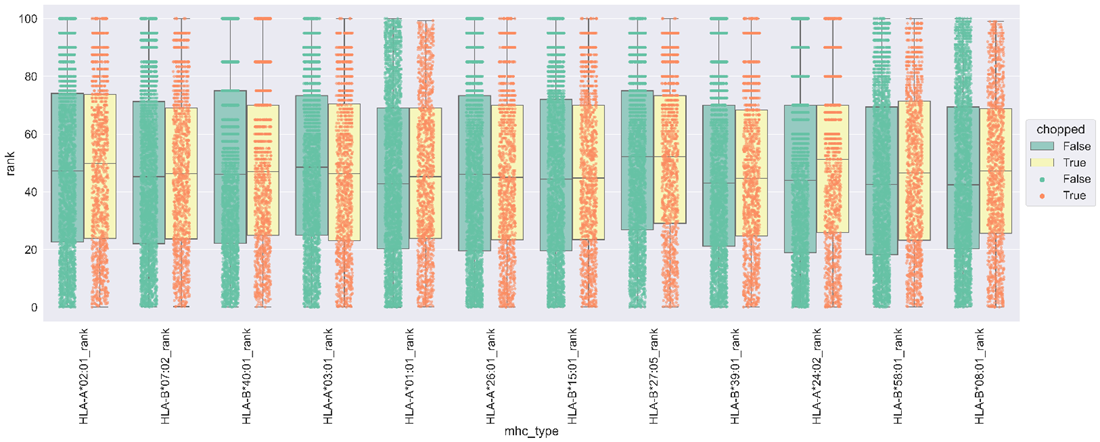 100
80
60
40
20
0
rank
HLA-A*02:01_rank
HLA-B*07:02_rank
HLA-B*40:01_rank
HLA-A*03:01_rank
HLA-A*01:01_rank
HLA-A*26:01_rank
HLA-B*15:01_rank
HLA-B*27:05_rank
HLA-B*39:01_rank
HLA-A*24:02_rank
HLA-B*58:01_rank
HLA-B*08:01_rank
mhc_type
chopped
False
True
False
True